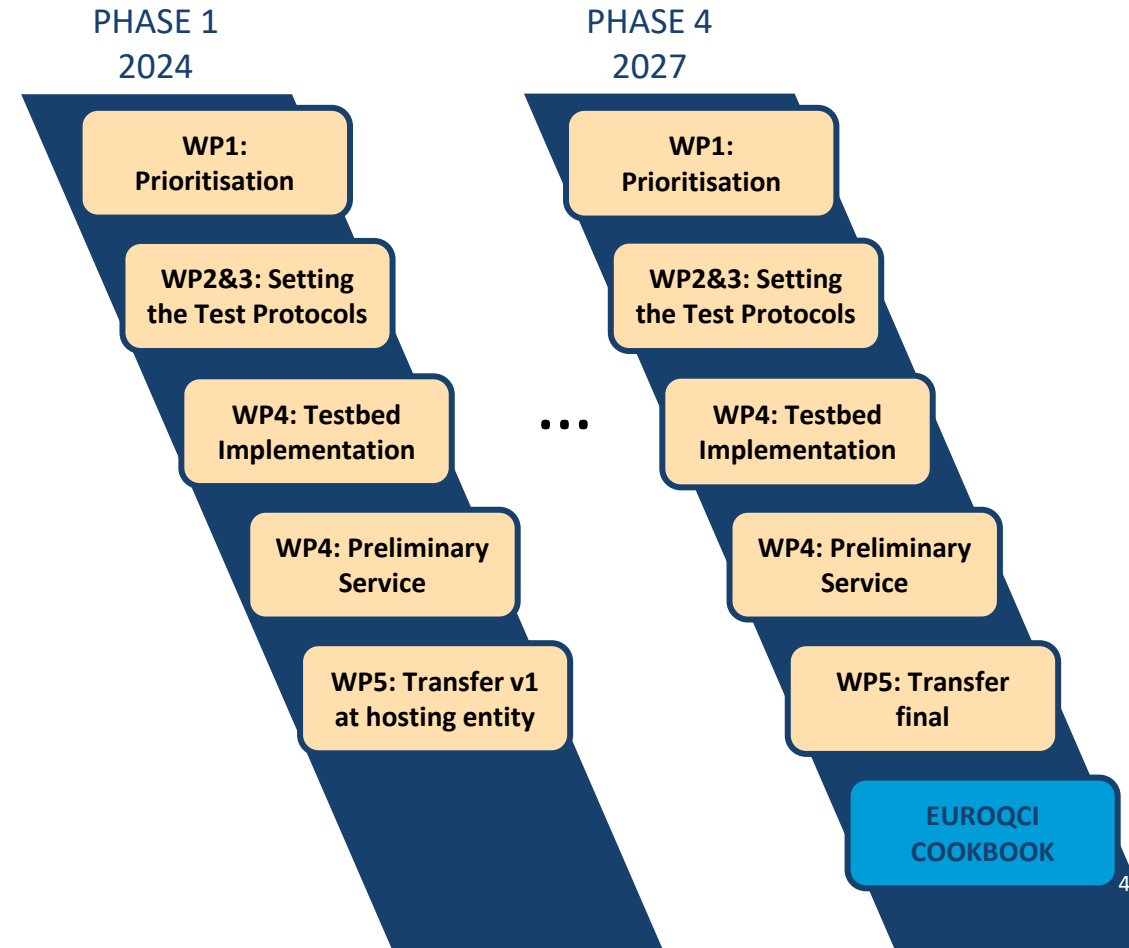 PHASE 1
2024
WP1:
Prioritisation
WP2&3: Setting
the Test Protocols
WP4: Testbed
Implementation
WP4: Preliminary
Service
WP5: Transfer v1
at hosting entity
...
PHASE 4
2027
WP1:
Prioritisation
WP2&3: Setting
the Test Protocols
WP4: Testbed
Implementation
WP4: Preliminary
Service
WP5: Transfer
final
EUROQCI
COOKBOOK
4